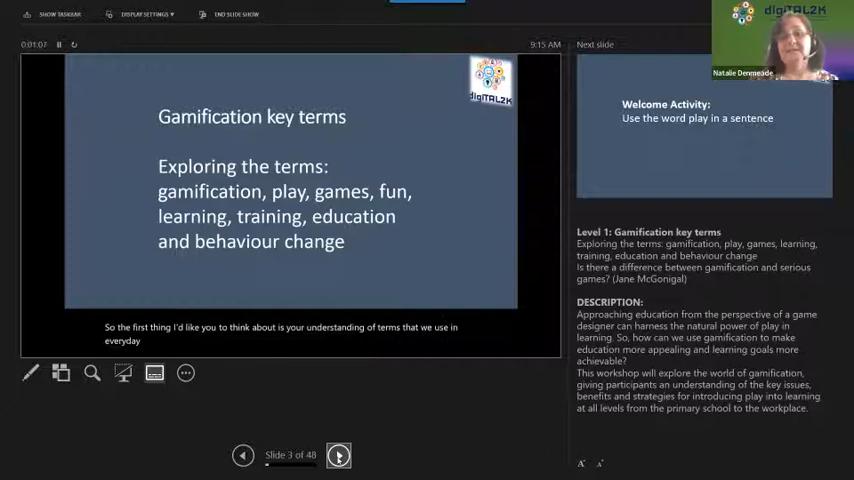 SHOW TASKBAR
DISPLAY SETTINGS
END SLIDE SHOW
0:01:07
9:15 AM
Next slide
digiTAL2K
Natalie Denmeade
digiTAL2K
Gamification key terms
Exploring the terms:
gamification, play, games, fun,
learning, training, education
and behaviour change
So the first thing I'd like you to think about is your understanding of terms that we use in
everyday
Slide 3 of 48
Welcome Activity:
Use the word play in a sentence
Level 1: Gamification key terms
Exploring the terms: gamification, play, games, learning,
training, education and behaviour change
Is there a difference between gamification and serious
games? (Jane McGonigal)
DESCRIPTION:
Approaching education from the perspective of a game
designer can harness the natural power of play in
learning. So, how can we use gamification to make
education more appealing and learning goals more
achievable?
This workshop will explore the world of gamification,
giving participants an understanding of the key issues,
benefits and strategies for introducing play into learning
at all levels from the primary school to the workplace.
A A